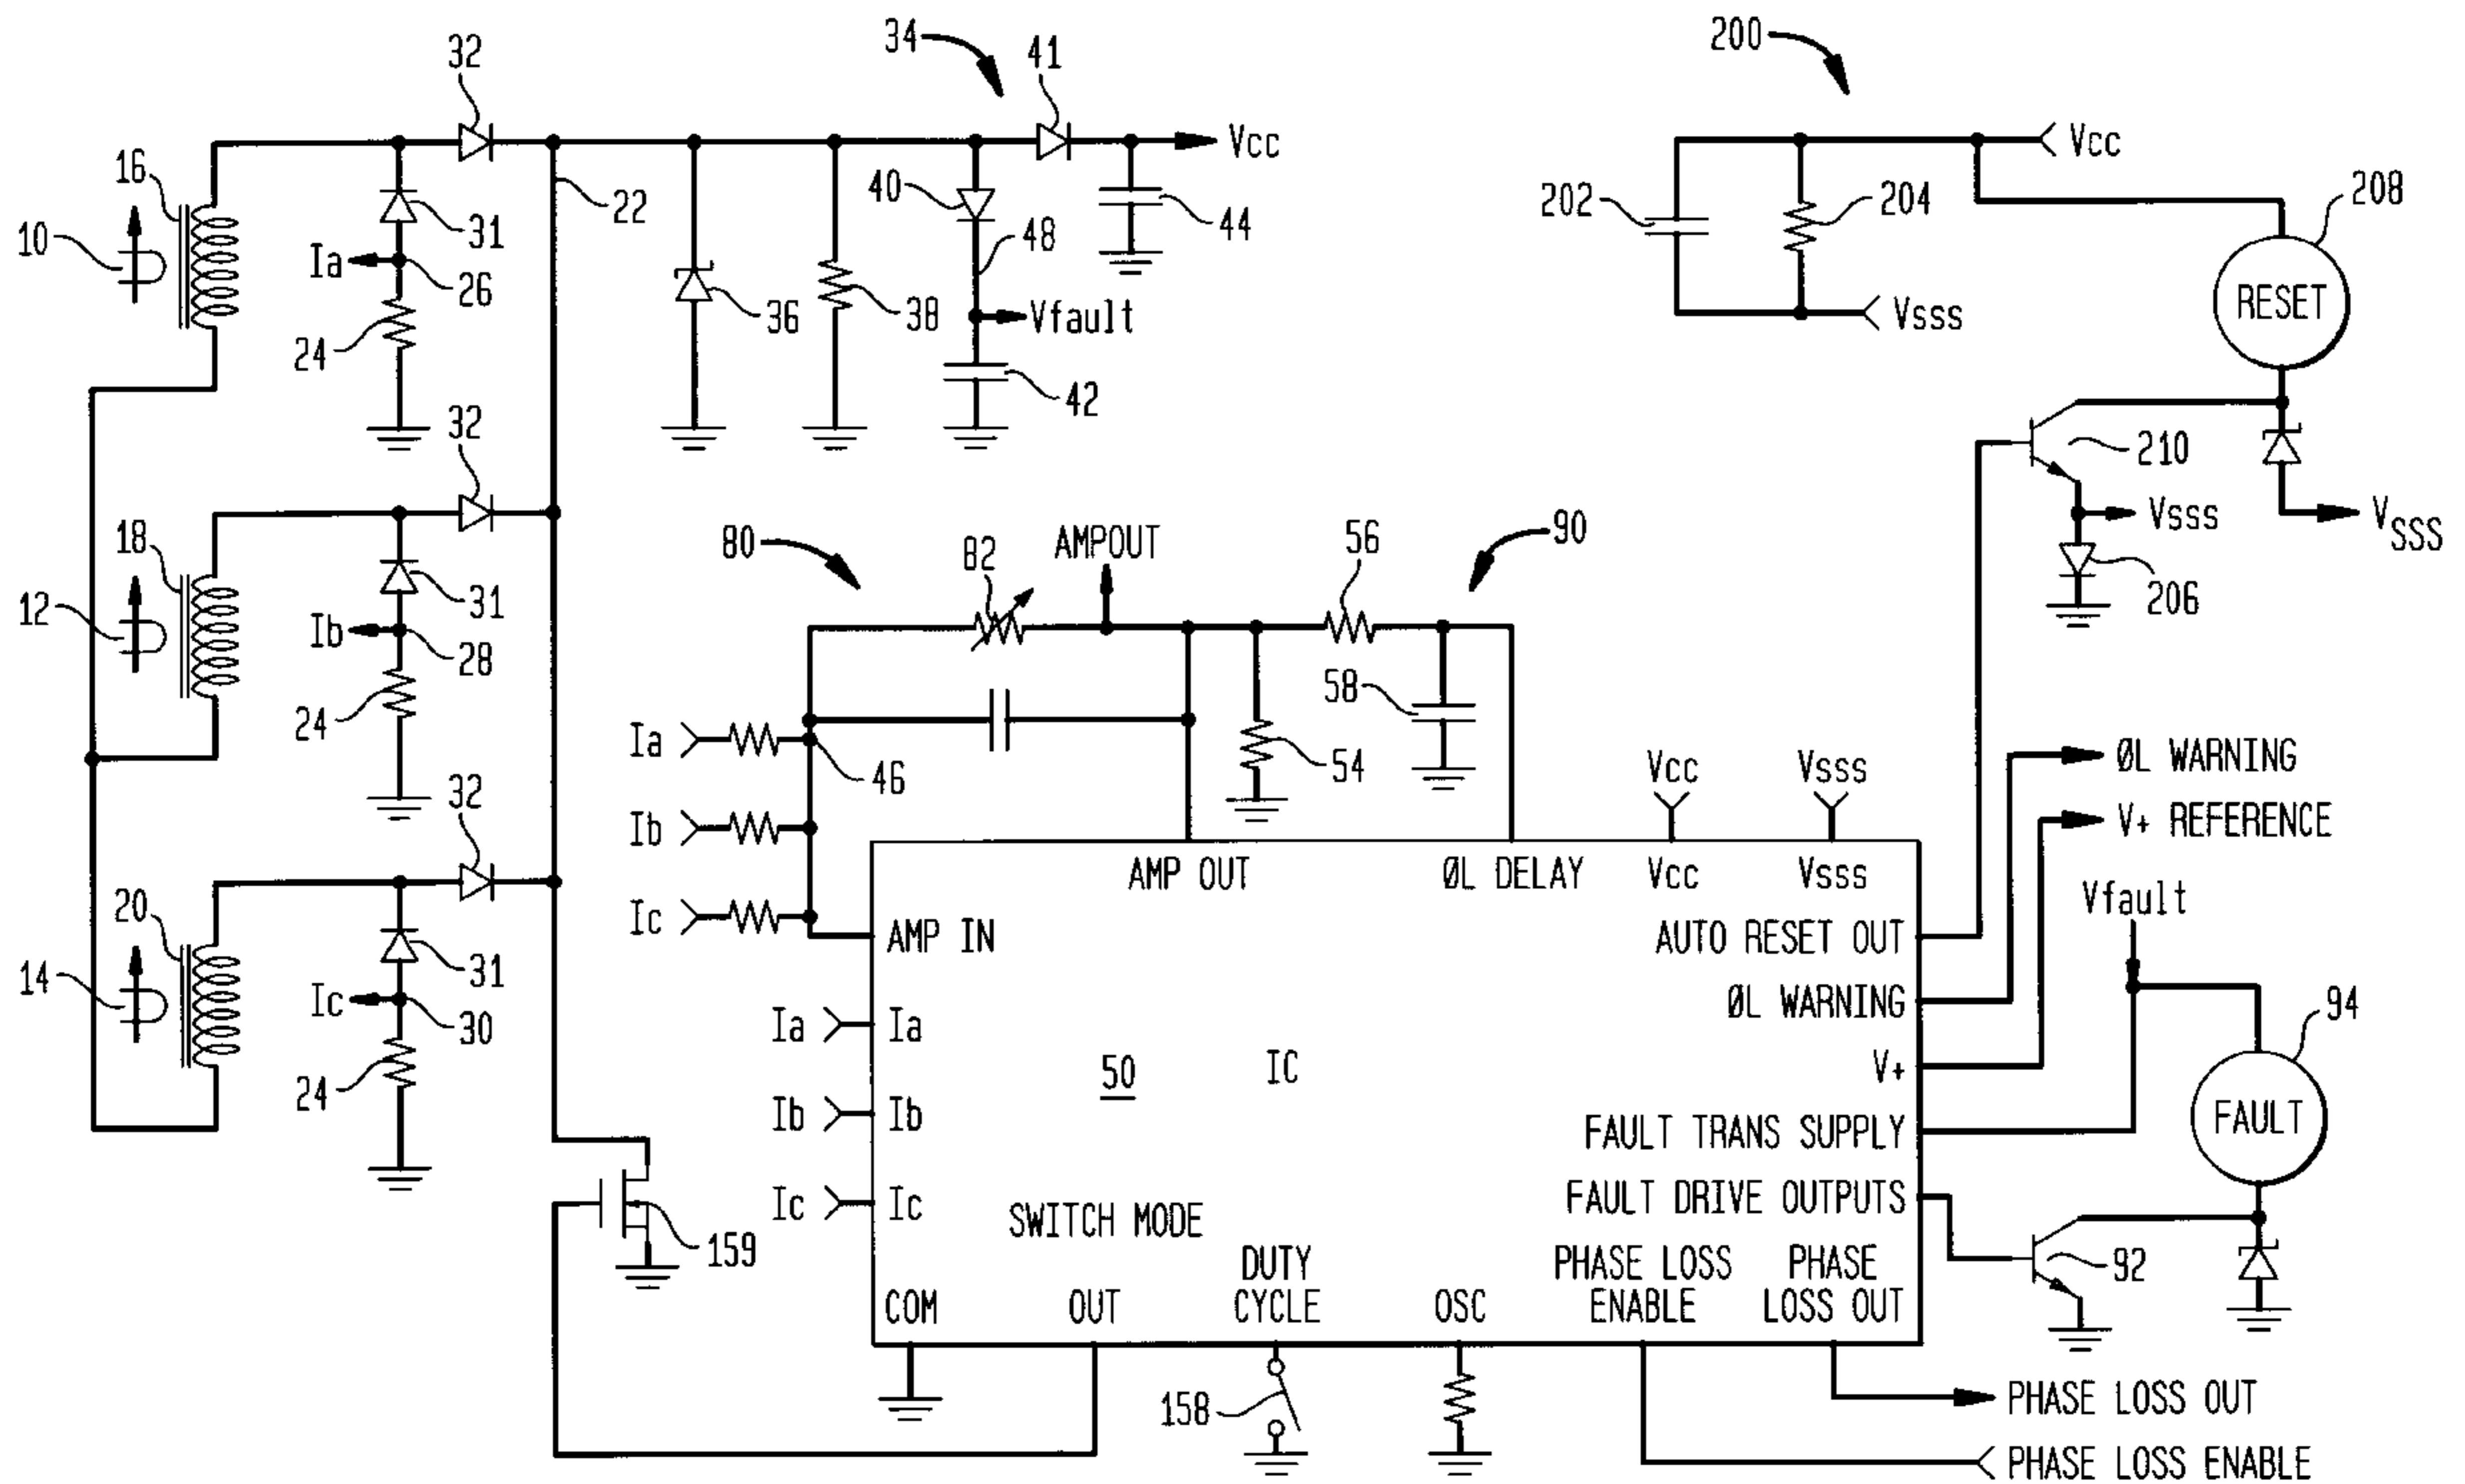 34
200
32
41
Vcc
Vcc
16
31
22
40
44
202
204
208
10
Ia
26
48
RESET
24
36
38
Vfault
Vsss
42
32
210
18
Vsss
VSSS
80
82
AMPOUT
56
90
206
12
31
Ib
28
24
58
Ia
46
54
Vcc
Vsss
ØL WARNING
32
Ib
V+ REFERENCE
AMP OUT
ØL DELAY
Vcc
Vsss
Vfault
20
Ic
AMP IN
AUTO RESET OUT
14
31
Ic
30
ØL WARNING
94
Ia
Ia
24
50
IC
V+
Ib
Ib
FAULT TRANS SUPPLY
FAULT
Ic
Ic
FAULT DRIVE OUTPUTS
SWITCH MODE
159
DUTY
CYCLE
PHASE LOSS
ENABLE
PHASE
LOSS OUT
92
COM
OUT
OSC
158
PHASE LOSS OUT
PHASE LOSS ENABLE